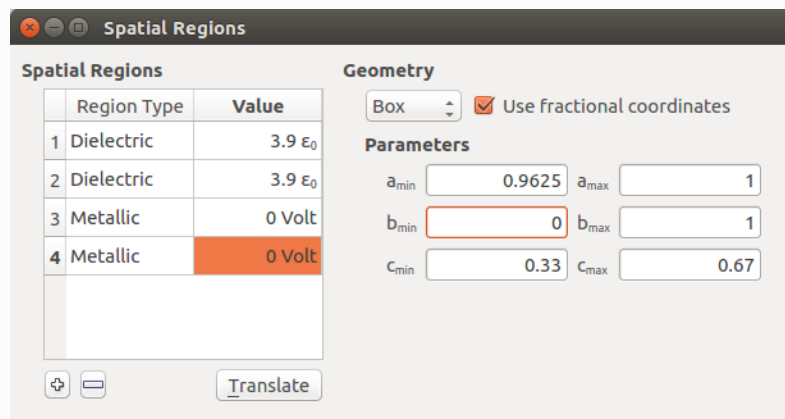 Spatial Regions
Spatial Regions
Region Type Value
1 Dielectric 3.9 ε₀
2 Dielectric 3.9 ε₀
3 Metallic 0 Volt
4 Metallic 0 Volt
Translate
Geometry
Box Use fractional coordinates
Parameters
aₘᵢₙ 0.9625 aₘₐₓ 1
bₘᵢₙ 0 bₘₐₓ 1
cₘᵢₙ 0.33 cₘₐₓ 0.67